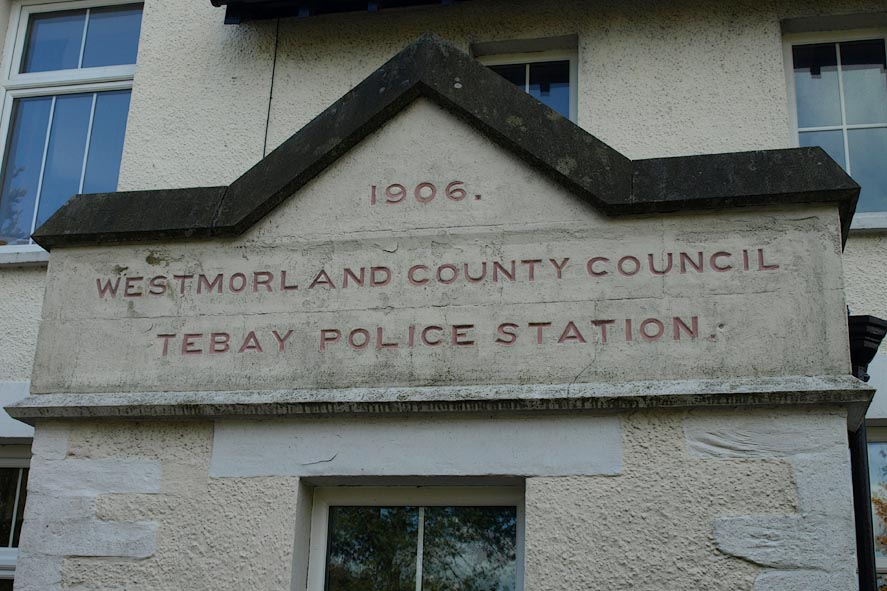 1906.
WESTMORLAND COUNTY COUNCIL
TEBAY POLICE STATION.